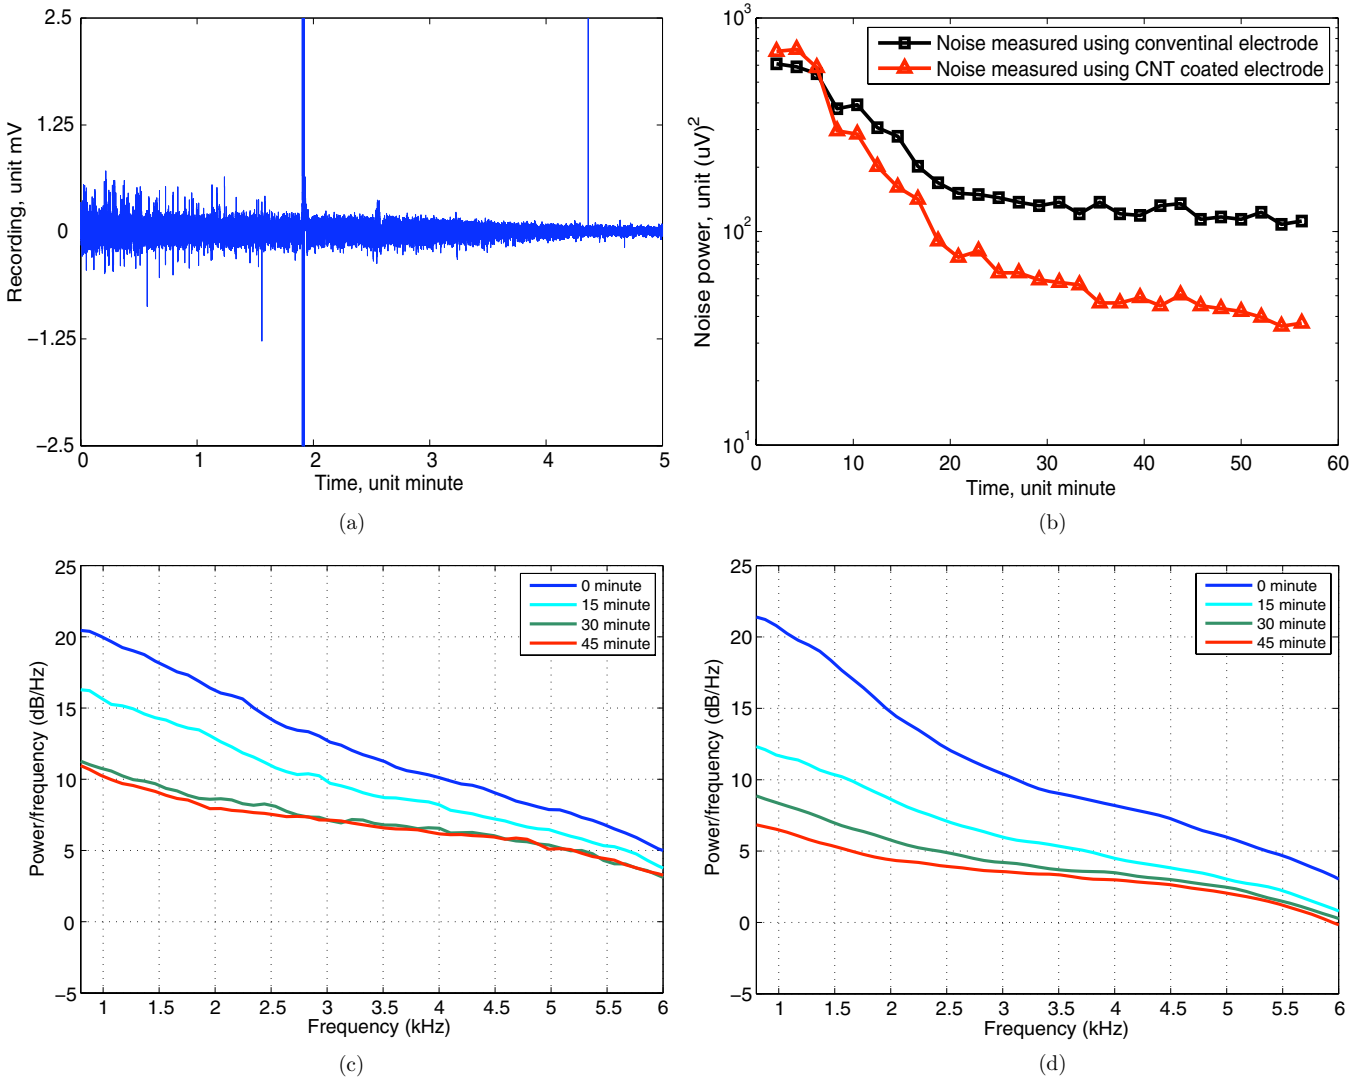 2.5
1.25
0
−1.25
−2.5
Recording, unit mV
0 1 2 3 4 5
Time, unit minute
(a)
10^3
10^2
10^1
Noise power, unit (uV)^2
Noise measured using conventinal electrode
Noise measured using CNT coated electrode
0 10 20 30 40 50 60
Time, unit minute
(b)
25
20
15
10
5
0
−5
Power/frequency (dB/Hz)
0 minute
15 minute
30 minute
45 minute
1 1.5 2 2.5 3 3.5 4 4.5 5 5.5 6
Frequency (kHz)
(c)
25
20
15
10
5
0
−5
Power/frequency (dB/Hz)
0 minute
15 minute
30 minute
45 minute
1 1.5 2 2.5 3 3.5 4 4.5 5 5.5 6
Frequency (kHz)
(d)